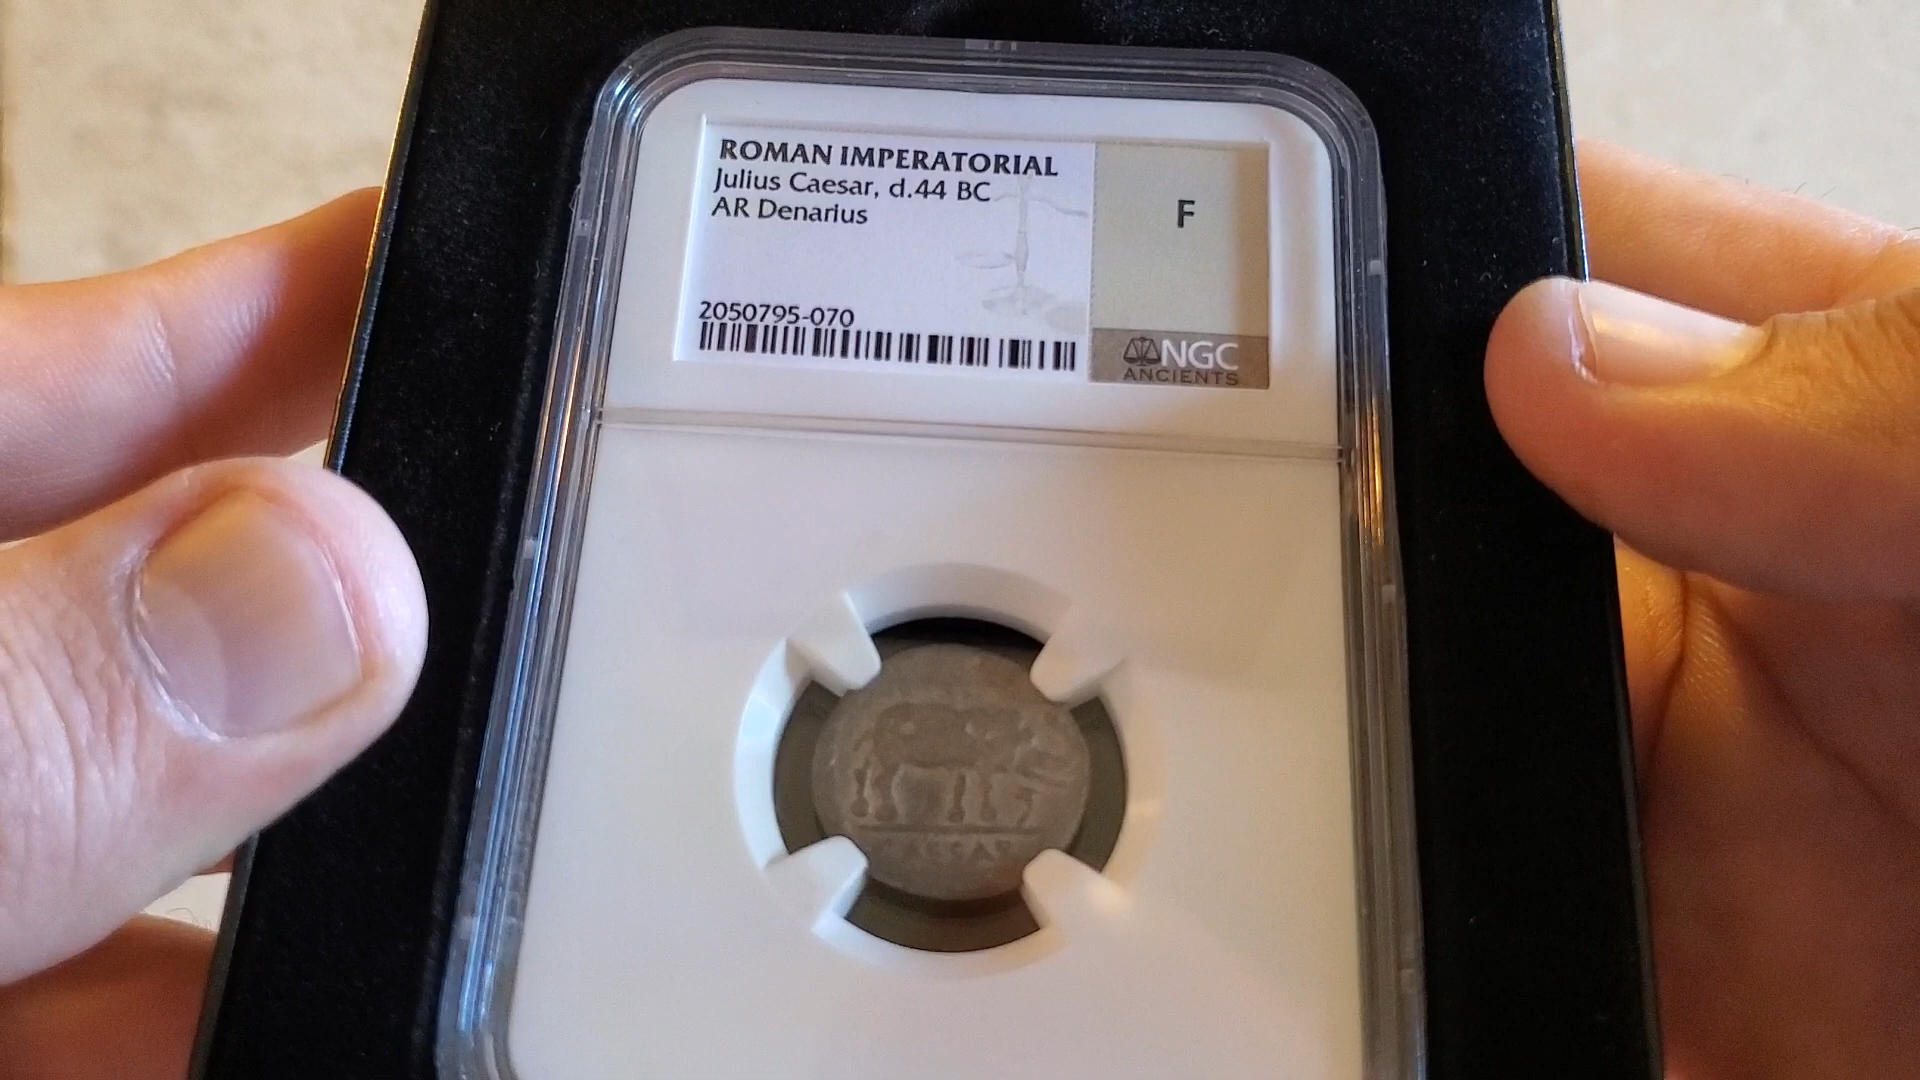 ROMAN IMPERATORIAL
Julius Caesar, d.44 BC
AR Denarius
F
2050795-070
NGC
ANCIENTS
CAESAR